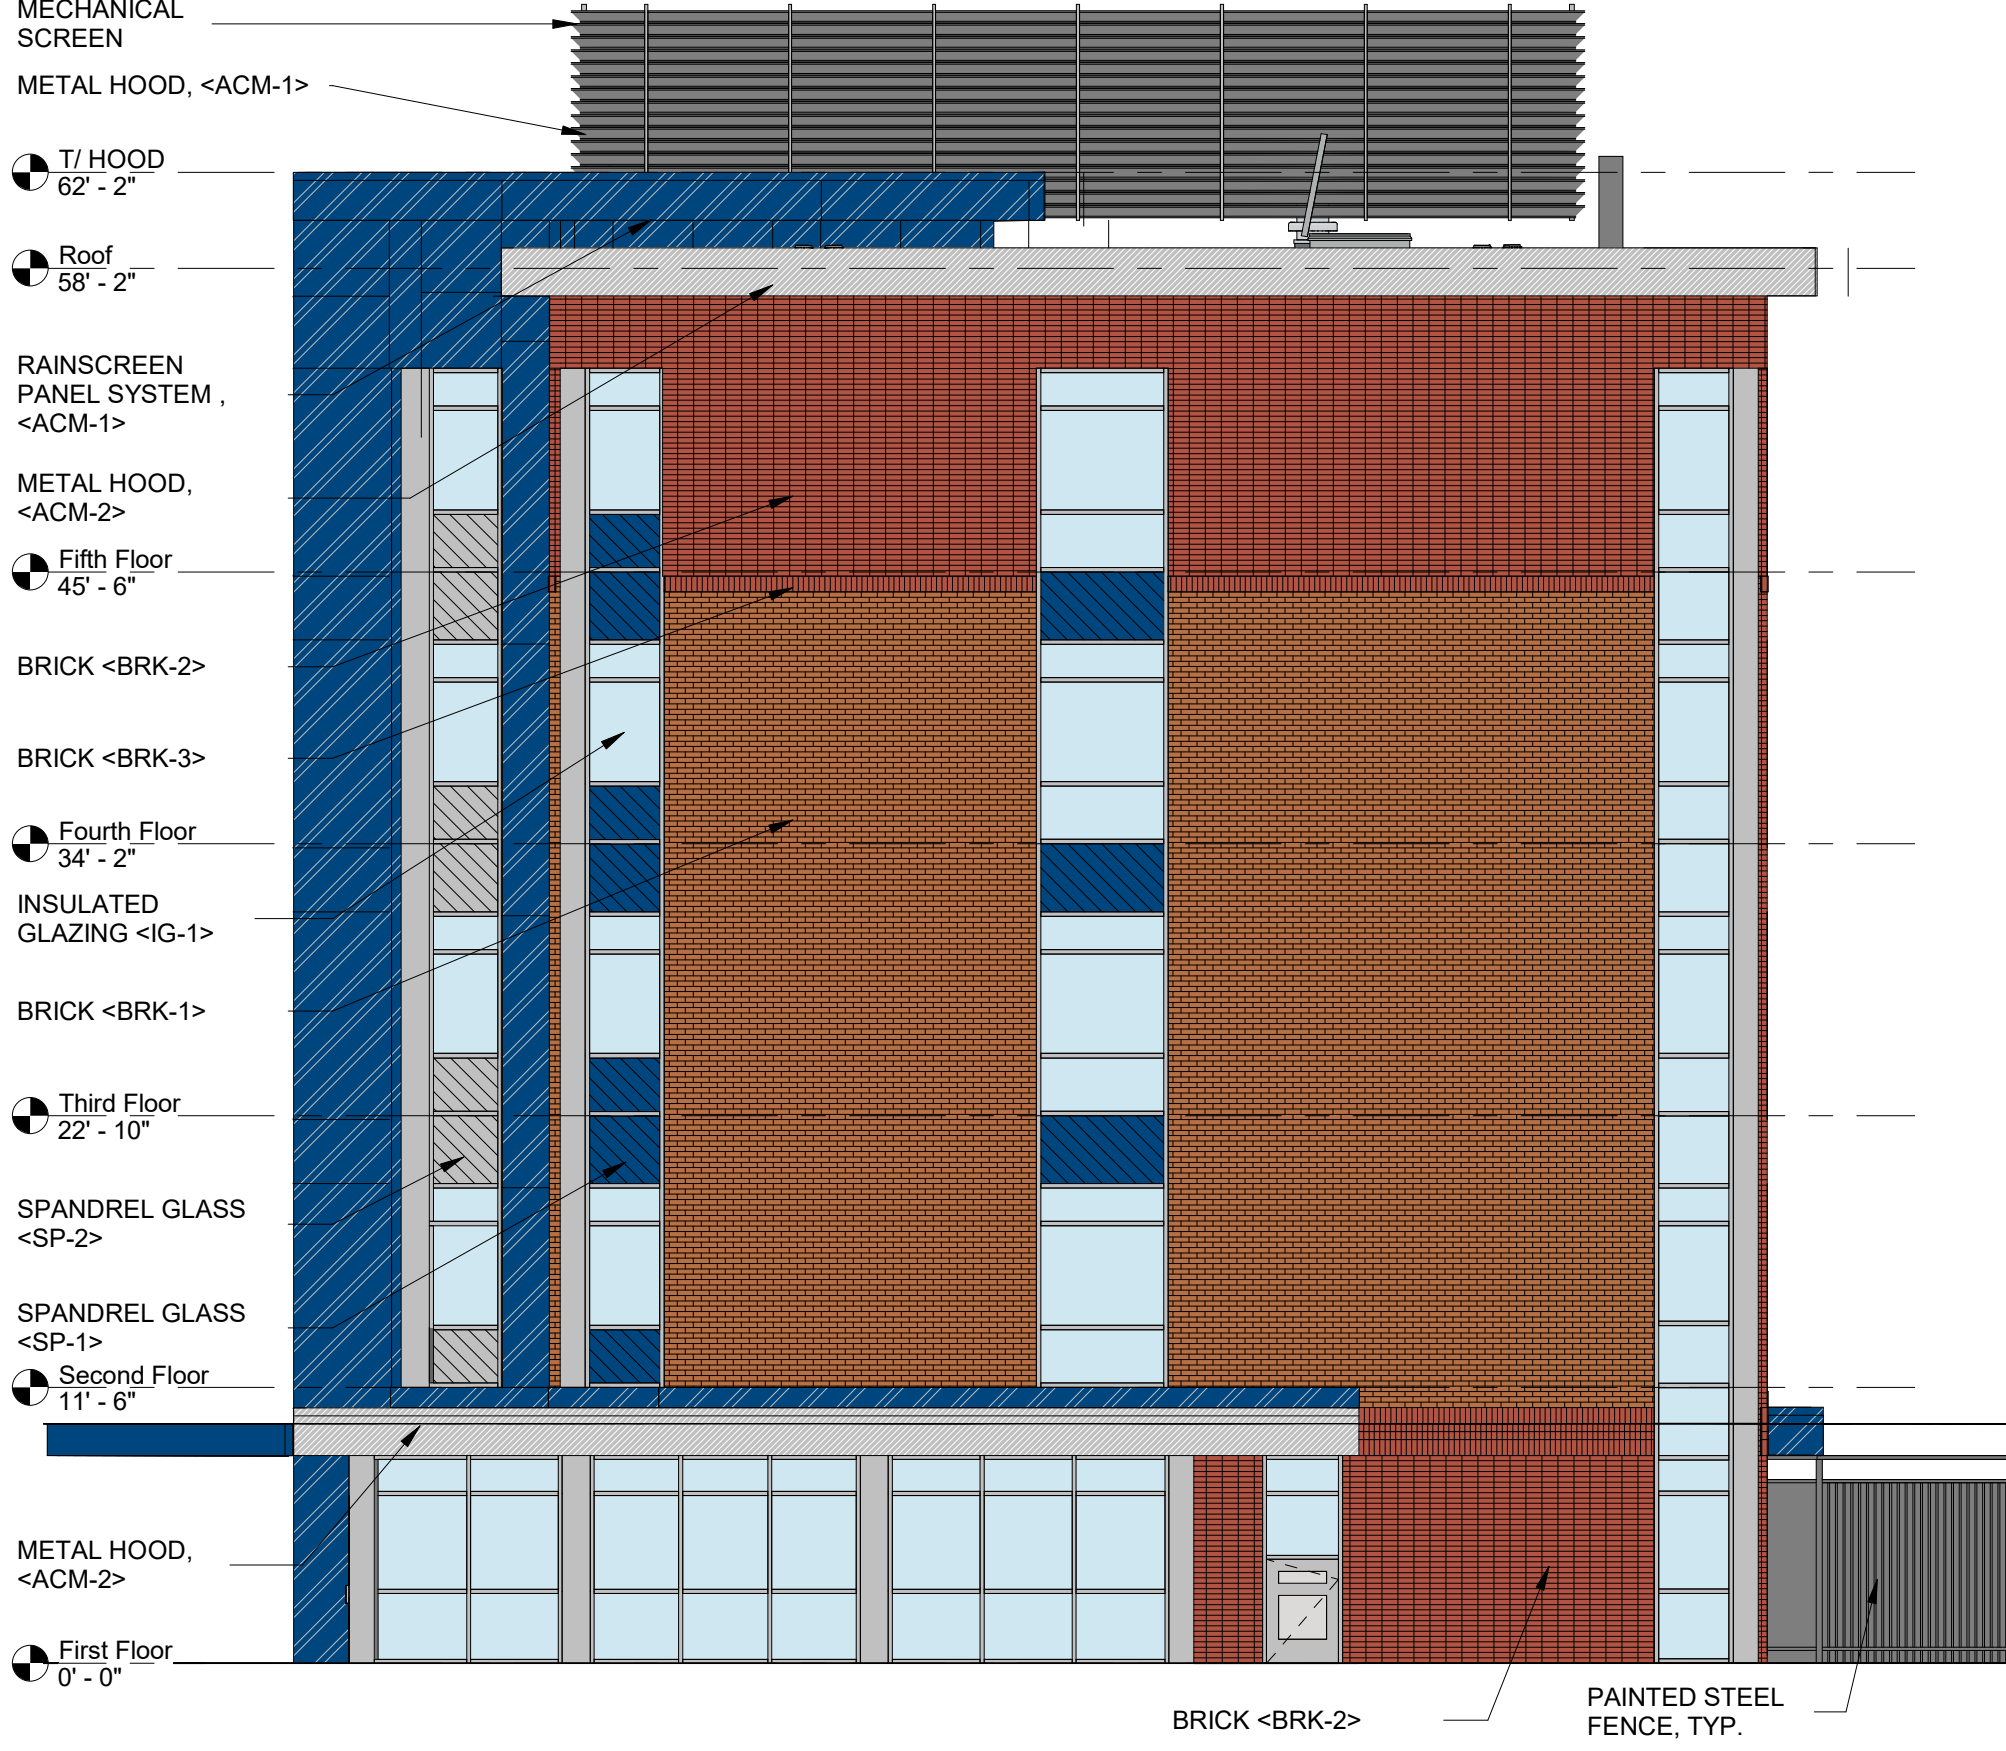 MECHANICAL
SCREEN
METAL HOOD, <ACM-1>
T/ HOOD
62' - 2"
Roof
58' - 2"
RAINSCREEN
PANEL SYSTEM ,
<ACM-1>
METAL HOOD,
<ACM-2>
Fifth Floor
45' - 6"
BRICK <BRK-2>
BRICK <BRK-3>
Fourth Floor
34' - 2"
INSULATED
GLAZING <IG-1>
BRICK <BRK-1>
Third Floor
22' - 10"
SPANDREL GLASS
<SP-2>
SPANDREL GLASS
<SP-1>
Second Floor
11' - 6"
METAL HOOD,
<ACM-2>
First Floor
0' - 0"
BRICK <BRK-2>
PAINTED STEEL
FENCE, TYP.